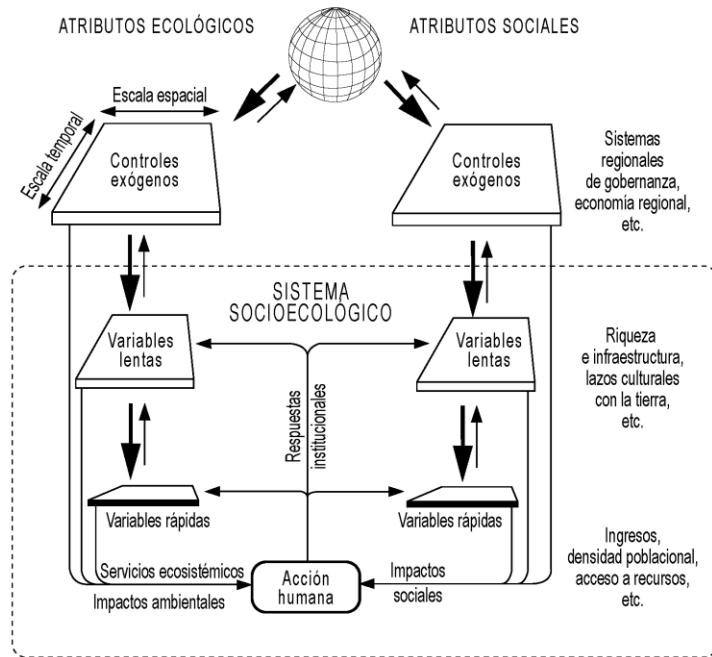 ATRIBUTOS ECOLÓGICOS
ATRIBUTOS SOCIALES
Escala espacial
Escala temporal
Controles
exógenos
Controles
exógenos
Sistemas
regionales
de gobernanza,
economía regional,
etc.
SISTEMA
SOCIOECOLÓGICO
Variables
lentas
Variables
lentas
Riqueza
e infraestructura,
lazos culturales
con la tierra,
etc.
Respuestas
institucionales
Variables rápidas
Variables rápidas
Servicios ecosistémicos
Impactos ambientales
Acción
humana
Impactos
sociales
Ingresos,
densidad poblacional,
acceso a recursos,
etc.